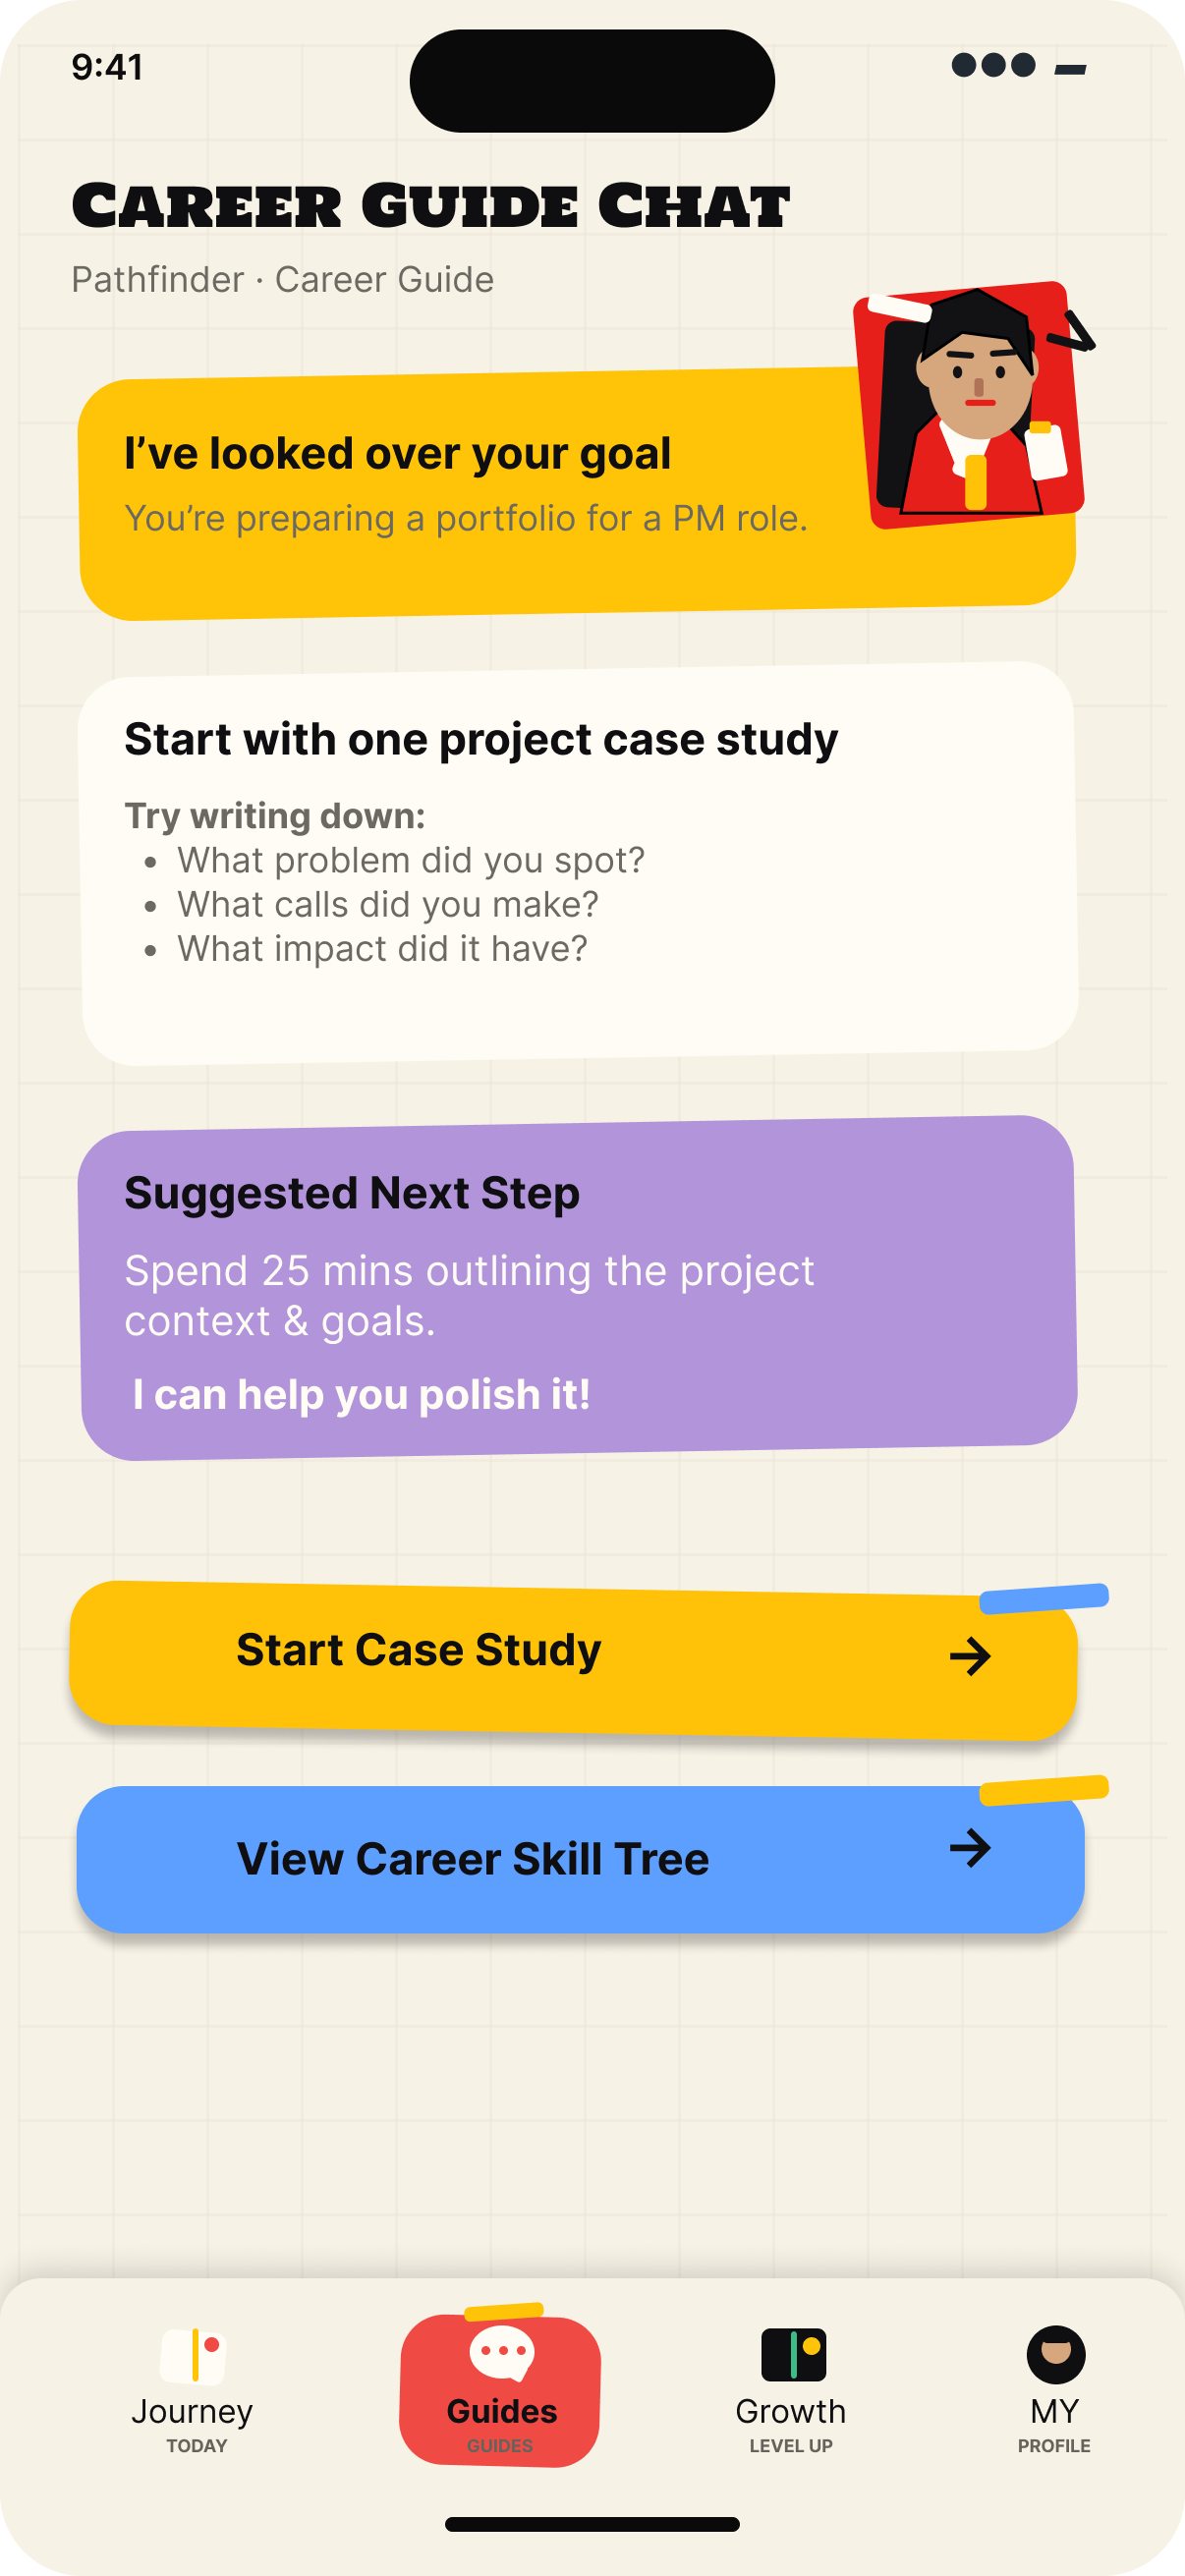 9:41
Career Guide Chat
Pathfinder · Career Guide
I’ve looked over your goal
You’re preparing a portfolio for a PM role.
Start with one project case study
Try writing down:
• What problem did you spot?
• What calls did you make?
• What impact did it have?
Suggested Next Step
Spend 25 mins outlining the project
context & goals.
I can help you polish it!
Start Case Study →
View Career Skill Tree →
Journey
TODAY
Guides
GUIDES
Growth
LEVEL UP
MY
PROFILE